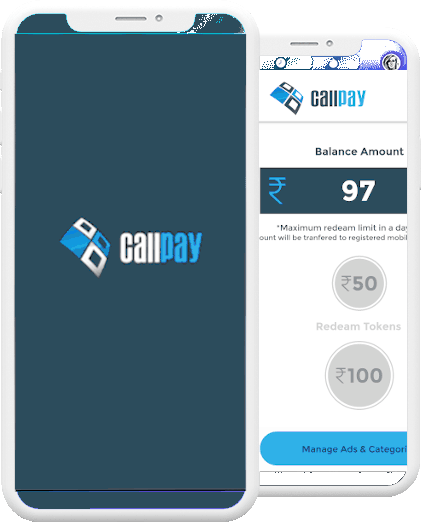 callpay
callpay
Balance Amount
₹ 97
*Maximum redeam limit in a day
ount will be tranfered to registered mobil
₹50
Redeam Tokens
₹100
Manage Ads & Categori